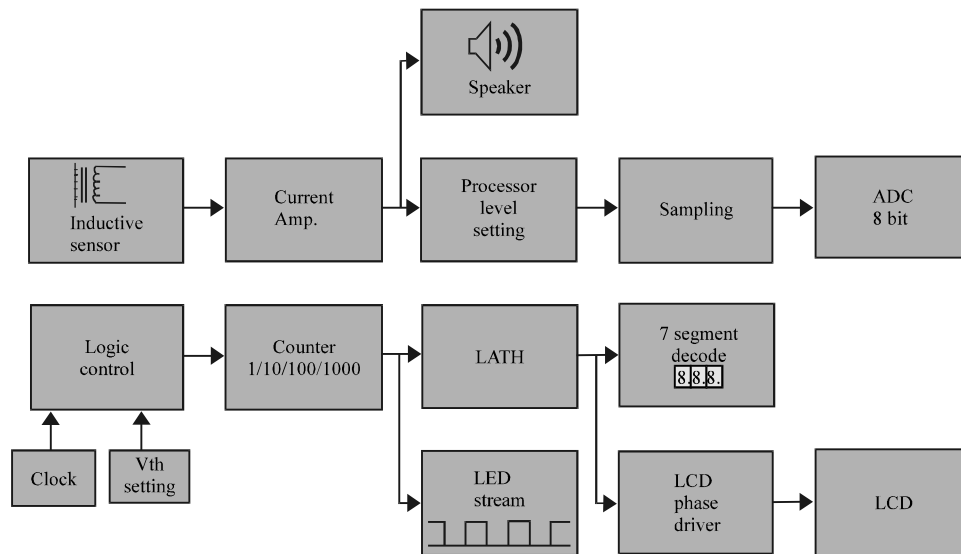 Speaker
Inductive
sensor
Current
Amp.
Processor
level
setting
Sampling
ADC
8 bit
Logic
control
Counter
1/10/100/1000
LATH
7 segment
decode
8.8.8.
Clock
Vth
setting
LED
stream
LCD
phase
driver
LCD